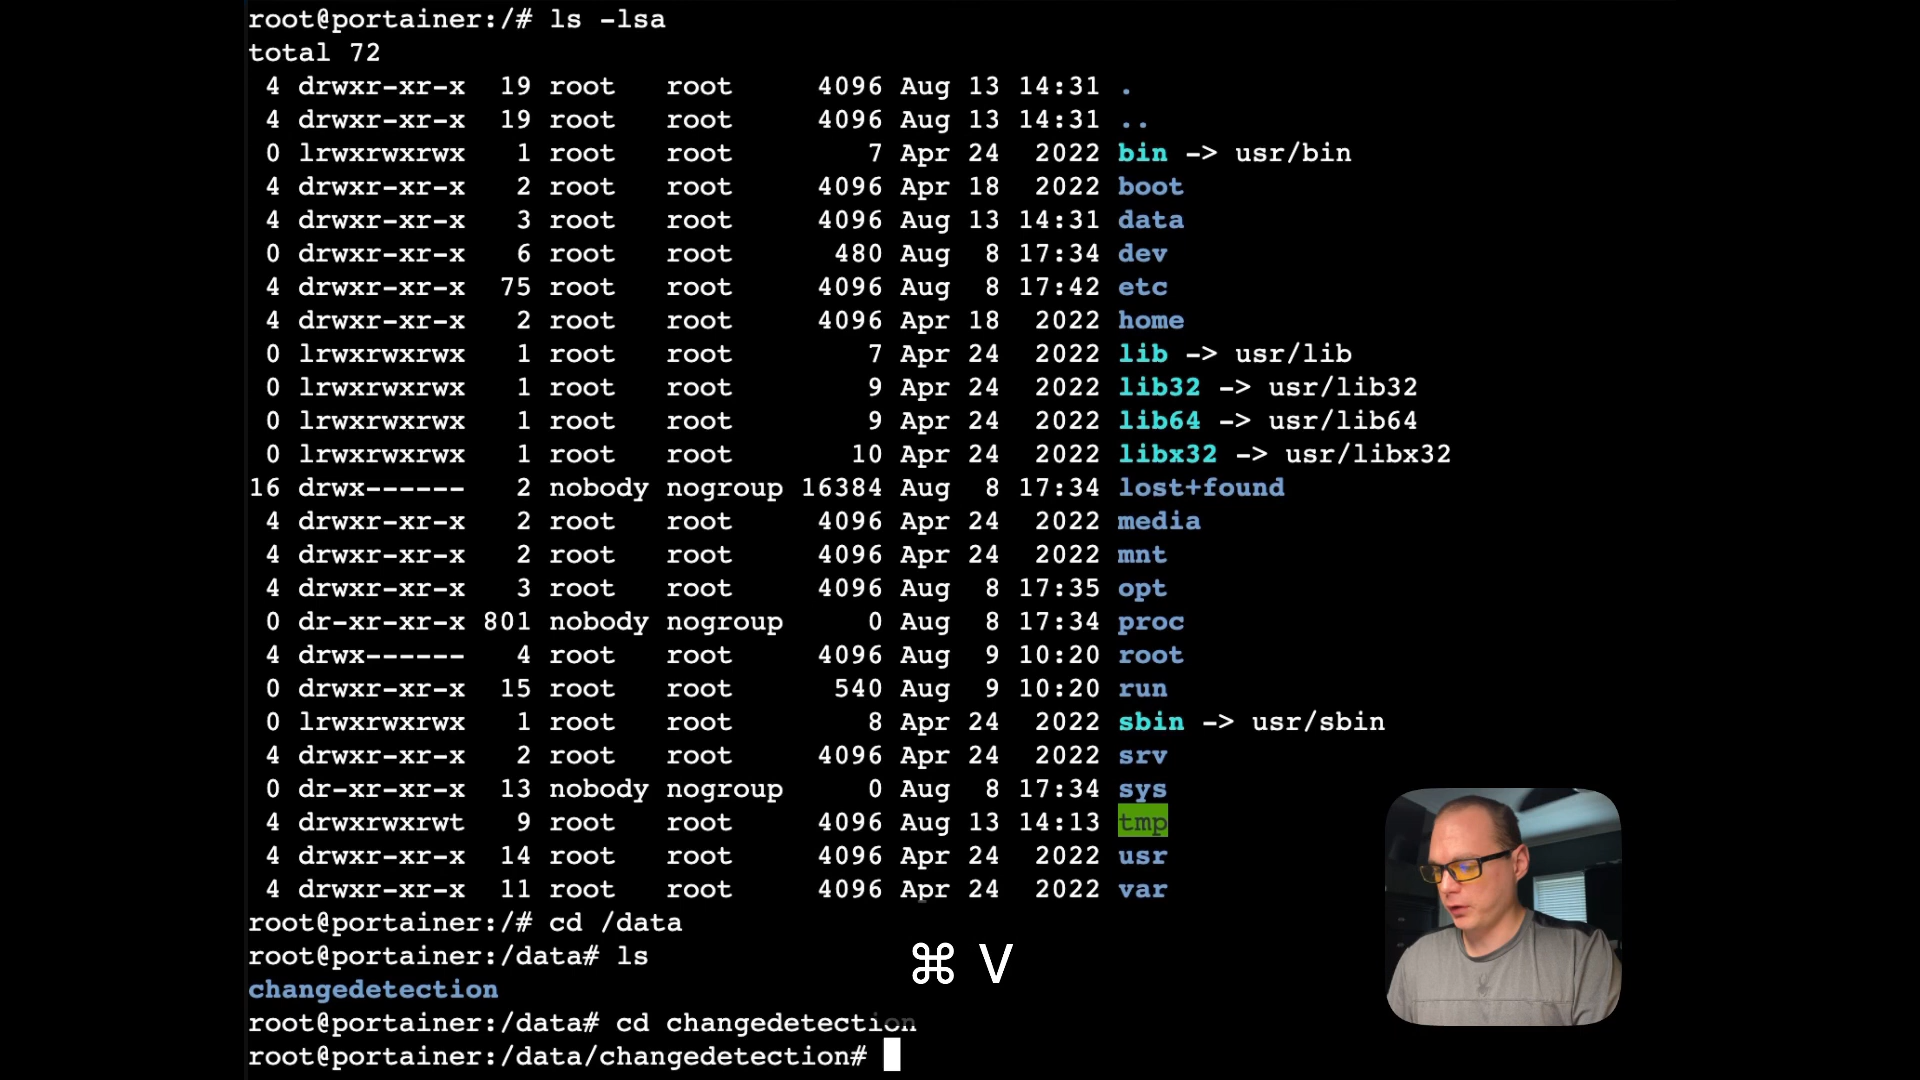 root@portainer:/# ls -lsa
total 72
 4 drwxr-xr-x  19 root   root     4096 Aug 13 14:31 .
 4 drwxr-xr-x  19 root   root     4096 Aug 13 14:31 ..
 0 lrwxrwxrwx   1 root   root        7 Apr 24  2022 bin -> usr/bin
 4 drwxr-xr-x   2 root   root     4096 Apr 18  2022 boot
 4 drwxr-xr-x   3 root   root     4096 Aug 13 14:31 data
 0 drwxr-xr-x   6 root   root      480 Aug  8 17:34 dev
 4 drwxr-xr-x  75 root   root     4096 Aug  8 17:42 etc
 4 drwxr-xr-x   2 root   root     4096 Apr 18  2022 home
 0 lrwxrwxrwx   1 root   root        7 Apr 24  2022 lib -> usr/lib
 0 lrwxrwxrwx   1 root   root        9 Apr 24  2022 lib32 -> usr/lib32
 0 lrwxrwxrwx   1 root   root        9 Apr 24  2022 lib64 -> usr/lib64
 0 lrwxrwxrwx   1 root   root       10 Apr 24  2022 libx32 -> usr/libx32
16 drwx------   2 nobody nogroup 16384 Aug  8 17:34 lost+found
 4 drwxr-xr-x   2 root   root     4096 Apr 24  2022 media
 4 drwxr-xr-x   2 root   root     4096 Apr 24  2022 mnt
 4 drwxr-xr-x   3 root   root     4096 Aug  8 17:35 opt
 0 dr-xr-xr-x 801 nobody nogroup     0 Aug  8 17:34 proc
 4 drwx------   4 root   root     4096 Aug  9 10:20 root
 0 drwxr-xr-x  15 root   root      540 Aug  9 10:20 run
 0 lrwxrwxrwx   1 root   root        8 Apr 24  2022 sbin -> usr/sbin
 4 drwxr-xr-x   2 root   root     4096 Apr 24  2022 srv
 0 dr-xr-xr-x  13 nobody nogroup     0 Aug  8 17:34 sys
 4 drwxrwxrwt   9 root   root     4096 Aug 13 14:13 tmp
 4 drwxr-xr-x  14 root   root     4096 Apr 24  2022 usr
 4 drwxr-xr-x  11 root   root     4096 Apr 24  2022 var
root@portainer:/# cd /data
root@portainer:/data# ls
⌘ V
changedetection
root@portainer:/data# cd changedetection
root@portainer:/data/changedetection#